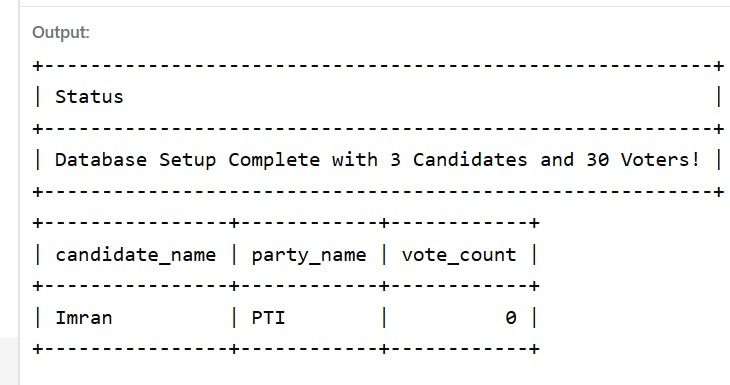 Output:
+----------------------------------------------------------+
| Status                                                   |
+----------------------------------------------------------+
| Database Setup Complete with 3 Candidates and 30 Voters! |
+----------------------------------------------------------+
+----------------+------------+------------+
| candidate_name | party_name | vote_count |
+----------------+------------+------------+
| Imran          | PTI        |          0 |
+----------------+------------+------------+